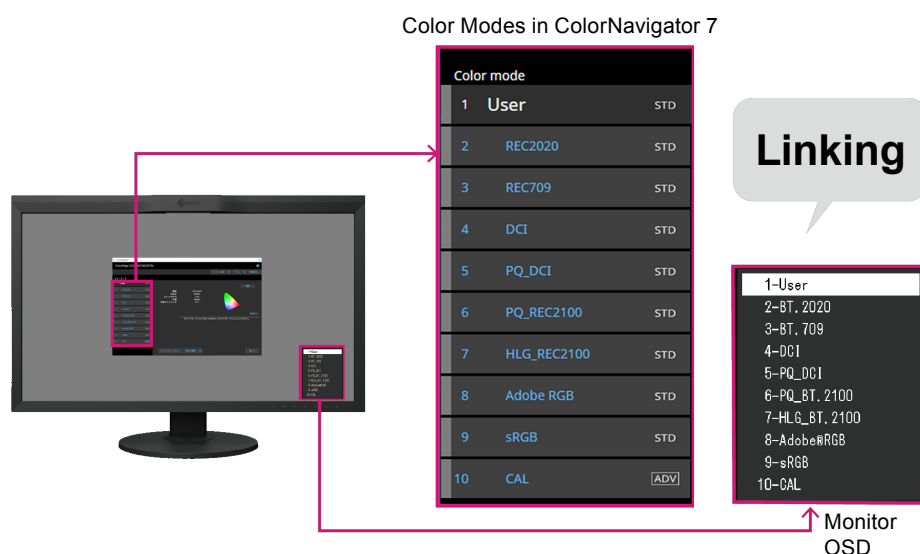 Color Modes in ColorNavigator 7
Color mode
1 User STD
2 REC2020 STD
3 REC709 STD
4 DCI STD
5 PQ_DCI STD
6 PQ_REC2100 STD
7 HLG_REC2100 STD
8 Adobe RGB STD
9 sRGB STD
10 CAL ADV
Linking
1-User
2-BT.2020
3-BT.709
4-DCI
5-PQ_DCI
6-PQ_BT.2100
7-HLG_BT.2100
8-Adobe®RGB
9-sRGB
10-CAL
Monitor
OSD